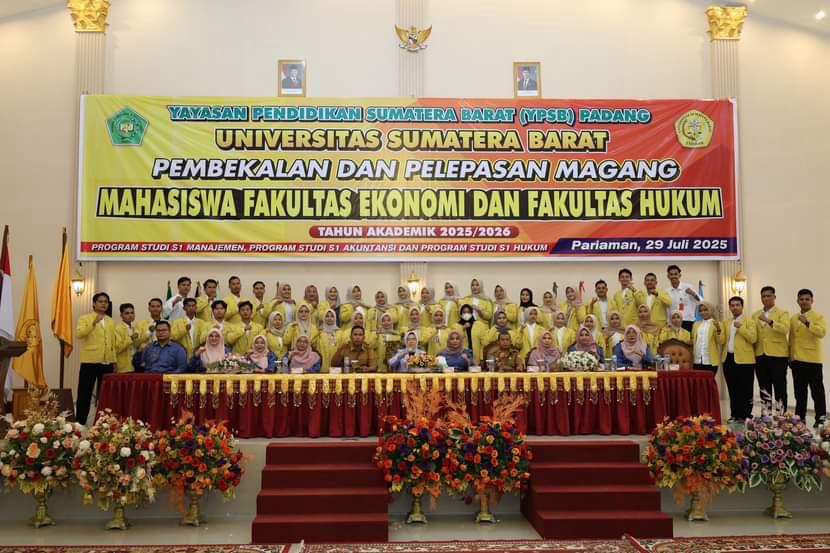 YAYASAN PENDIDIKAN SUMATERA BARAT (YPSB) PADANG
UNIVERSITAS SUMATERA BARAT
PEMBEKALAN DAN PELEPASAN MAGANG
MAHASISWA FAKULTAS EKONOMI DAN FAKULTAS HUKUM
TAHUN AKADEMIK 2025/2026
PROGRAM STUDI S1 MANAJEMEN, PROGRAM STUDI S1 AKUNTANSI DAN PROGRAM STUDI S1 HUKUM
Pariaman, 29 Juli 2025